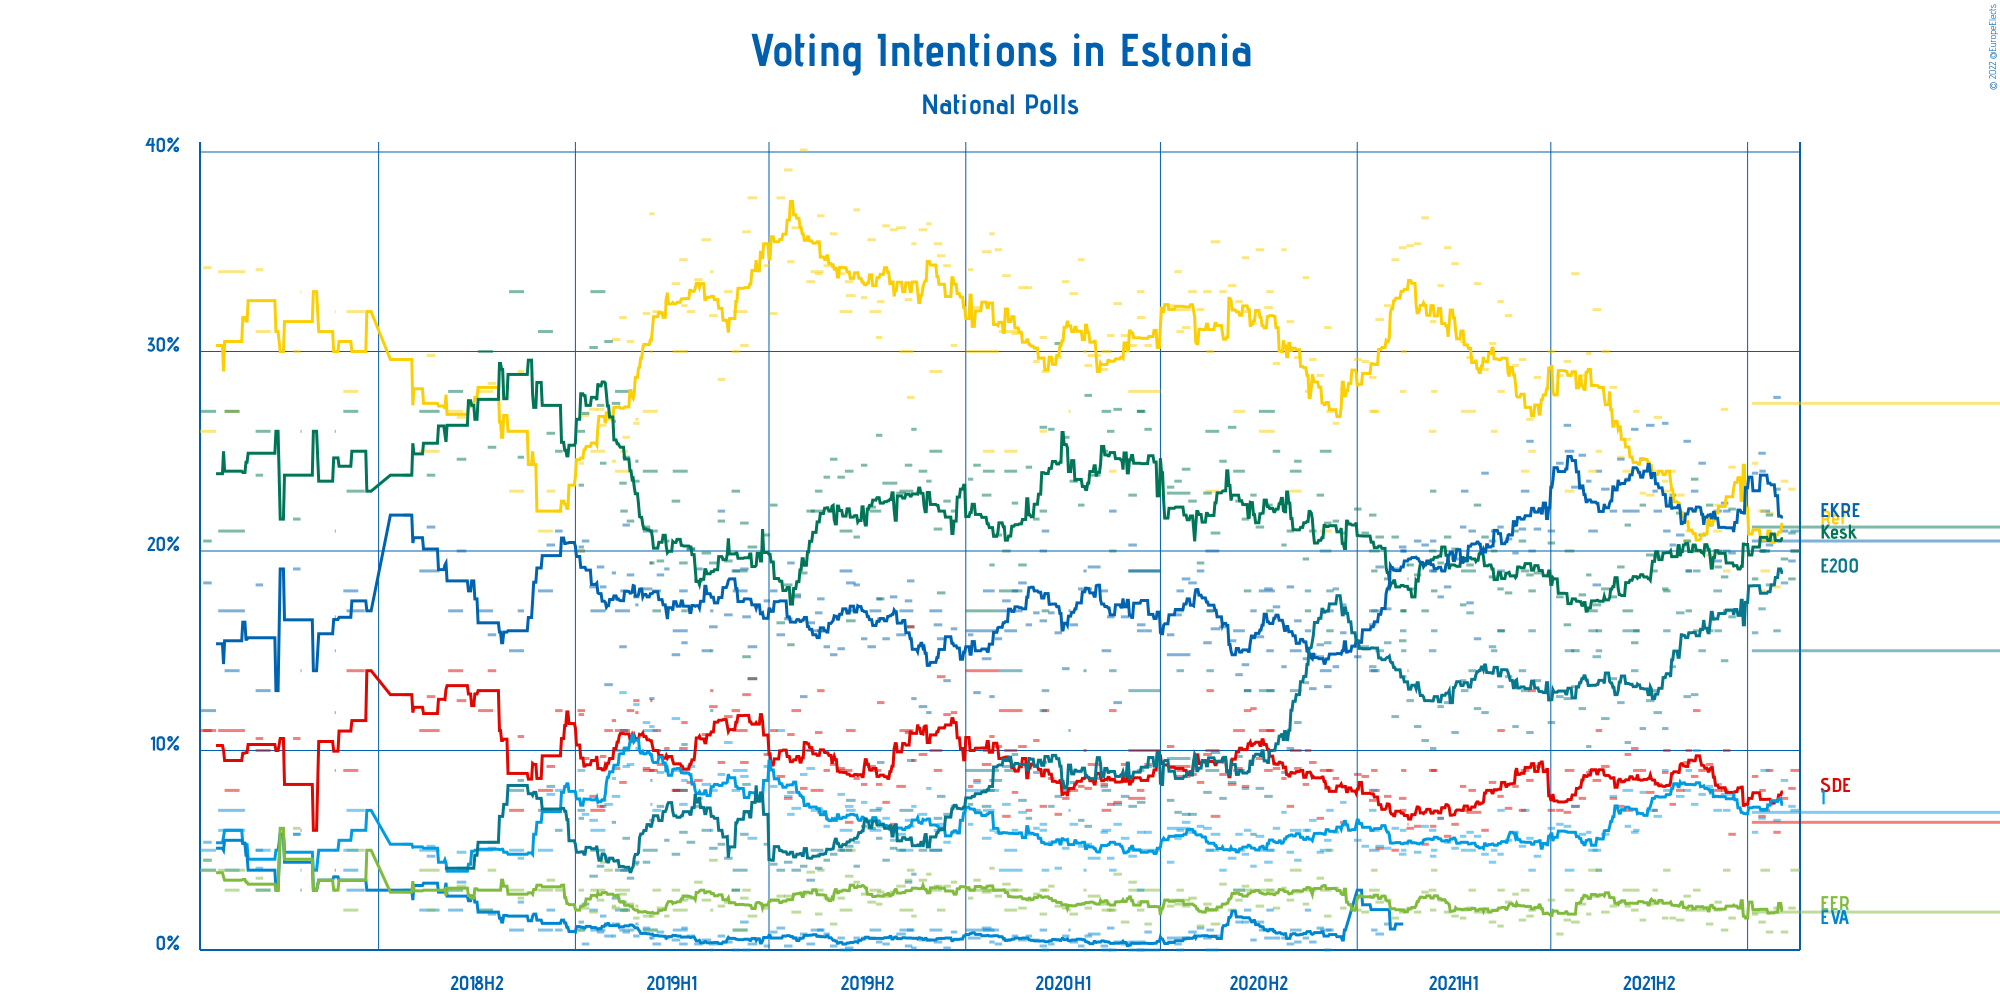 © 2022 @EuropeElects
Voting Intentions in Estonia
National Polls
40%
30%
20%
10%
0%
EKRE
Ref
Kesk
E200
SDE
I
EER
EVA
2018H2
2019H1
2019H2
2020H1
2020H2
2021H1
2021H2